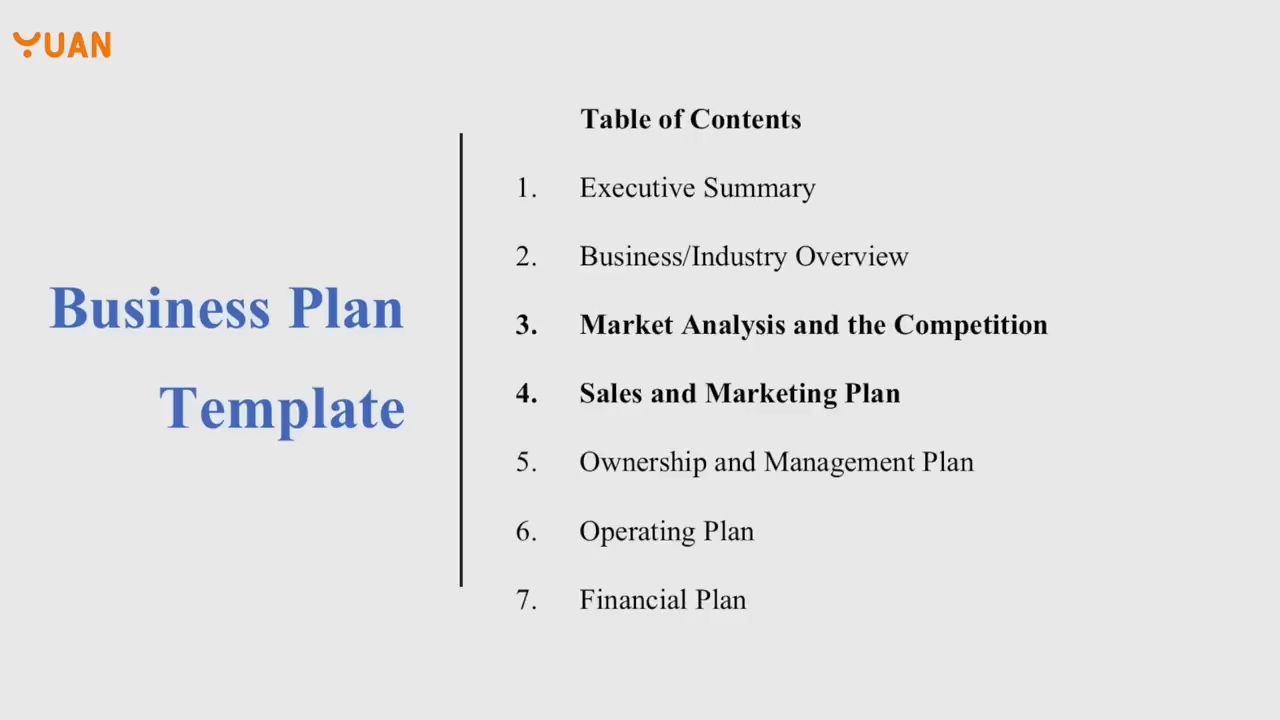 YUAN
Business Plan
Template
Table of Contents
1. Executive Summary
2. Business/Industry Overview
3. Market Analysis and the Competition
4. Sales and Marketing Plan
5. Ownership and Management Plan
6. Operating Plan
7. Financial Plan